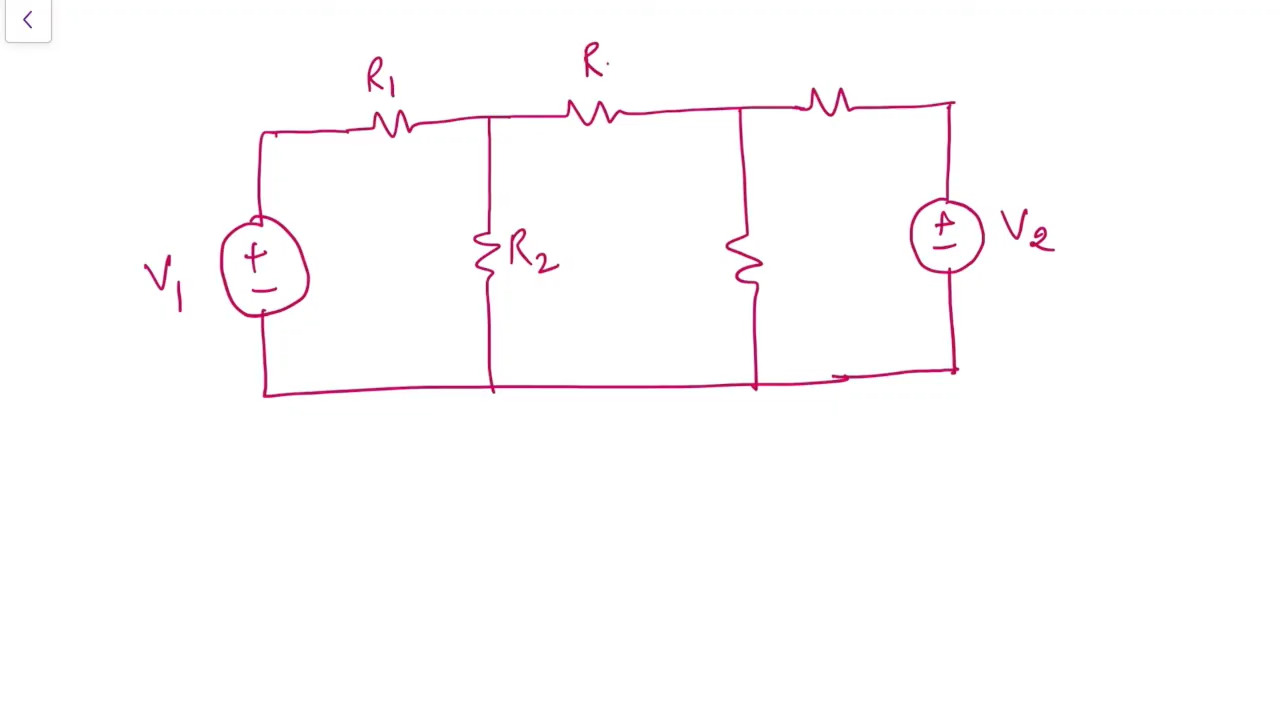 R1
R.
V1
+
−
R2
+
−
V2